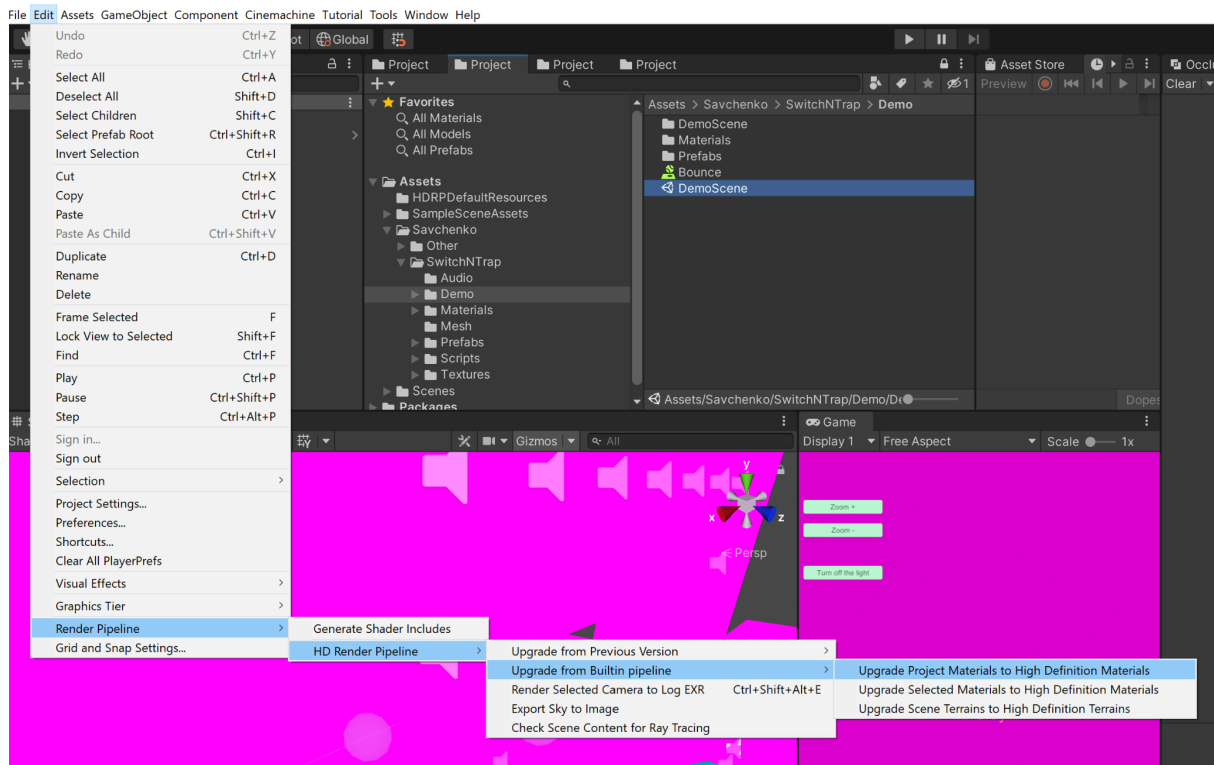 File Edit Assets GameObject Component Cinemachine Tutorial Tools Window Help
Undo Ctrl+Z
Redo Ctrl+Y
Select All Ctrl+A
Deselect All Shift+D
Select Children Shift+C
Select Prefab Root Ctrl+Shift+R
Invert Selection Ctrl+I
Cut Ctrl+X
Copy Ctrl+C
Paste Ctrl+V
Paste As Child Ctrl+Shift+V
Duplicate Ctrl+D
Rename
Delete
Frame Selected F
Lock View to Selected Shift+F
Find Ctrl+F
Play Ctrl+P
Pause Ctrl+Shift+P
Step Ctrl+Alt+P
Sign in...
Sign out
Selection
Project Settings...
Preferences...
Shortcuts...
Clear All PlayerPrefs
Visual Effects
Graphics Tier
Render Pipeline
Grid and Snap Settings...
Generate Shader Includes
HD Render Pipeline
Upgrade from Previous Version
Upgrade from Builtin pipeline
Render Selected Camera to Log EXR Ctrl+Shift+Alt+E
Export Sky to Image
Check Scene Content for Ray Tracing
Upgrade Project Materials to High Definition Materials
Upgrade Selected Materials to High Definition Materials
Upgrade Scene Terrains to High Definition Terrains
ot Global
Project Project Project Project
Favorites
All Materials
All Models
All Prefabs
Assets
HDRPDefaultResources
SampleSceneAssets
Savchenko
Other
SwitchNTrap
Audio
Demo
Materials
Mesh
Prefabs
Scripts
Textures
Scenes
Packages
1
Assets > Savchenko > SwitchNTrap > Demo
DemoScene
Materials
Prefabs
Bounce
DemoScene
Assets/Savchenko/SwitchNTrap/Demo/De
Asset Store
Preview
Occlu
Clear
Dopes
Sha
Gizmos All
y
x z
Persp
Game
Display 1 Free Aspect Scale 1x
Zoom +
Zoom -
Turn off the light